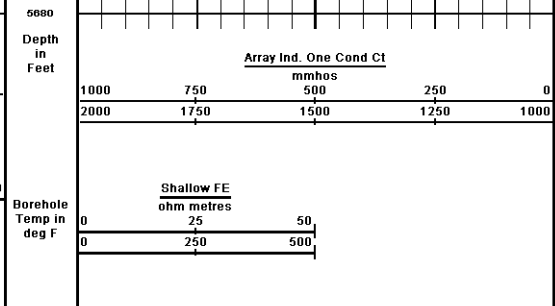 5680
Depth
in
Feet
Array Ind. One Cond Ct
mmhos
1000 750 500 250 0
2000 1750 1500 1250 1000
Borehole
Temp in
deg F
Shallow FE
ohm metres
0 25 50
0 250 500